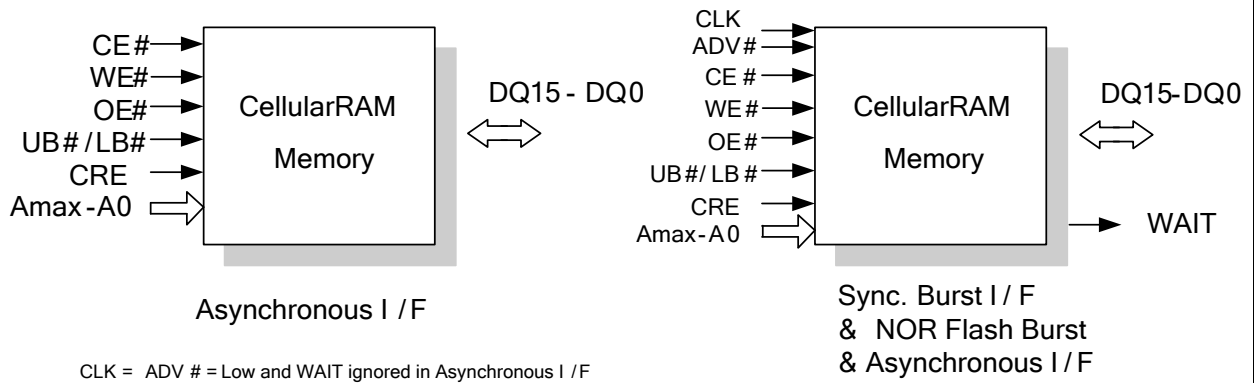 CE#
WE#
OE#
UB#/LB#
CRE
Amax-A0
CellularRAM
Memory
DQ15 - DQ0
Asynchronous I / F
CLK
ADV#
CE#
WE#
OE#
UB#/LB#
CRE
Amax-A0
CellularRAM
Memory
DQ15-DQ0
WAIT
Sync. Burst I / F
& NOR Flash Burst
& Asynchronous I / F
CLK = ADV # = Low and WAIT ignored in Asynchronous I / F